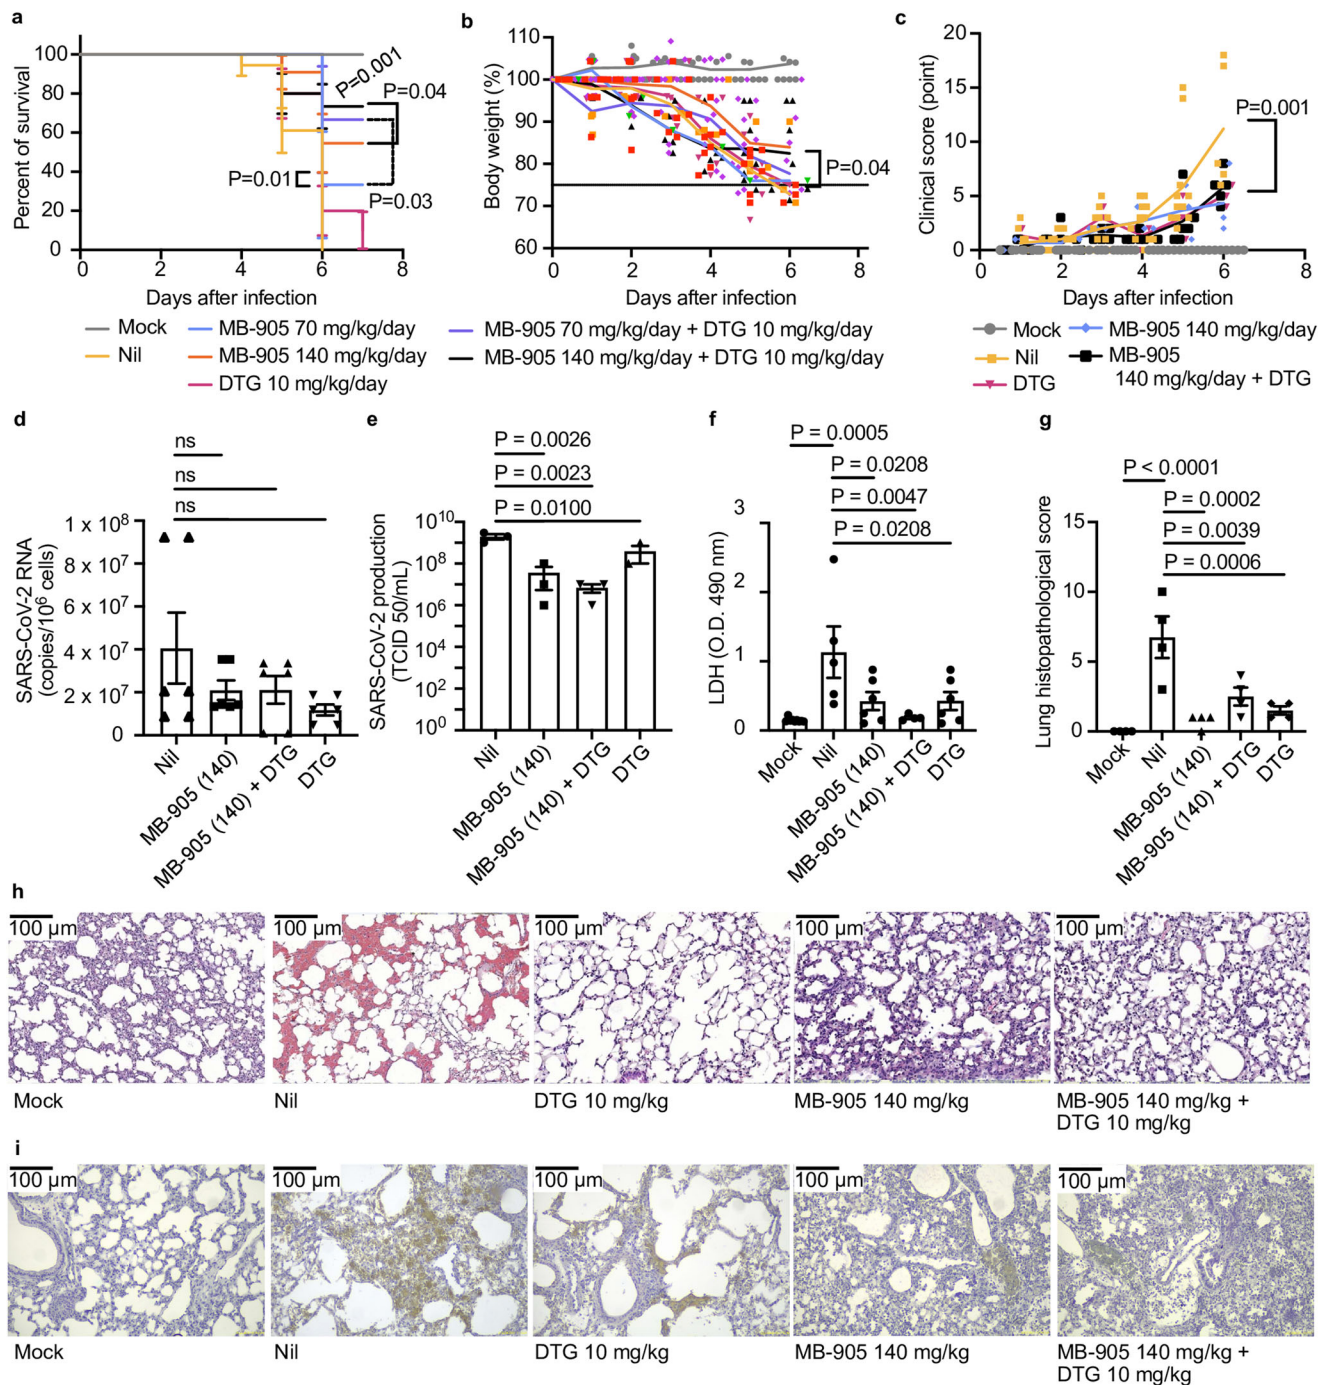 a
Percent of survival
100
80
60
40
20
0
0 2 4 6 8
P=0.001
P=0.04
P=0.01
P=0.03
Days after infection
b
Body weight (%)
110
100
90
80
70
60
0 2 4 6 8
P=0.04
Days after infection
c
Clinical score (point)
20
15
10
5
0
0 2 4 6 8
P=0.001
Days after infection
Mock
Nil
MB-905 70 mg/kg/day
MB-905 140 mg/kg/day
DTG 10 mg/kg/day
MB-905 70 mg/kg/day + DTG 10 mg/kg/day
MB-905 140 mg/kg/day + DTG 10 mg/kg/day
Mock
Nil
DTG
MB-905 140 mg/kg/day
MB-905
140 mg/kg/day + DTG
d
ns
ns
ns
SARS-CoV-2 RNA
(copies/10⁶ cells)
1 x 10⁸
8 x 10⁷
6 x 10⁷
4 x 10⁷
2 x 10⁷
0
Nil
MB-905 (140)
MB-905 (140) + DTG
DTG
e
P = 0.0026
P = 0.0023
P = 0.0100
SARS-CoV-2 production
(TCID 50/mL)
10¹⁰
10⁸
10⁶
10⁴
10²
10⁰
Nil
MB-905 (140)
MB-905 (140) + DTG
DTG
f
P = 0.0005
P = 0.0208
P = 0.0047
P = 0.0208
LDH (O.D. 490 nm)
3
2
1
0
Mock
Nil
MB-905 (140)
MB-905 (140) + DTG
DTG
g
P < 0.0001
P = 0.0002
P = 0.0039
P = 0.0006
Lung histopathological score
15
10
5
0
Mock
Nil
MB-905 (140)
MB-905 (140) + DTG
DTG
h
100 µm
100 µm
100 µm
100 µm
100 µm
Mock
Nil
DTG 10 mg/kg
MB-905 140 mg/kg
MB-905 140 mg/kg +
DTG 10 mg/kg
i
100 µm
100 µm
100 µm
100 µm
100 µm
Mock
Nil
DTG 10 mg/kg
MB-905 140 mg/kg
MB-905 140 mg/kg +
DTG 10 mg/kg